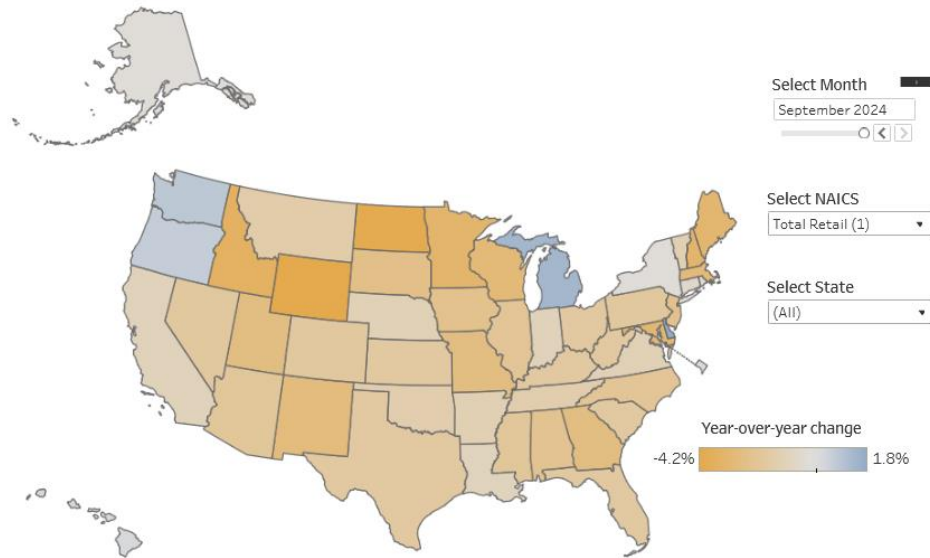 Select Month
September 2024
Select NAICS
Total Retail (1)
Select State
(All)
Year-over-year change
-4.2%
1.8%